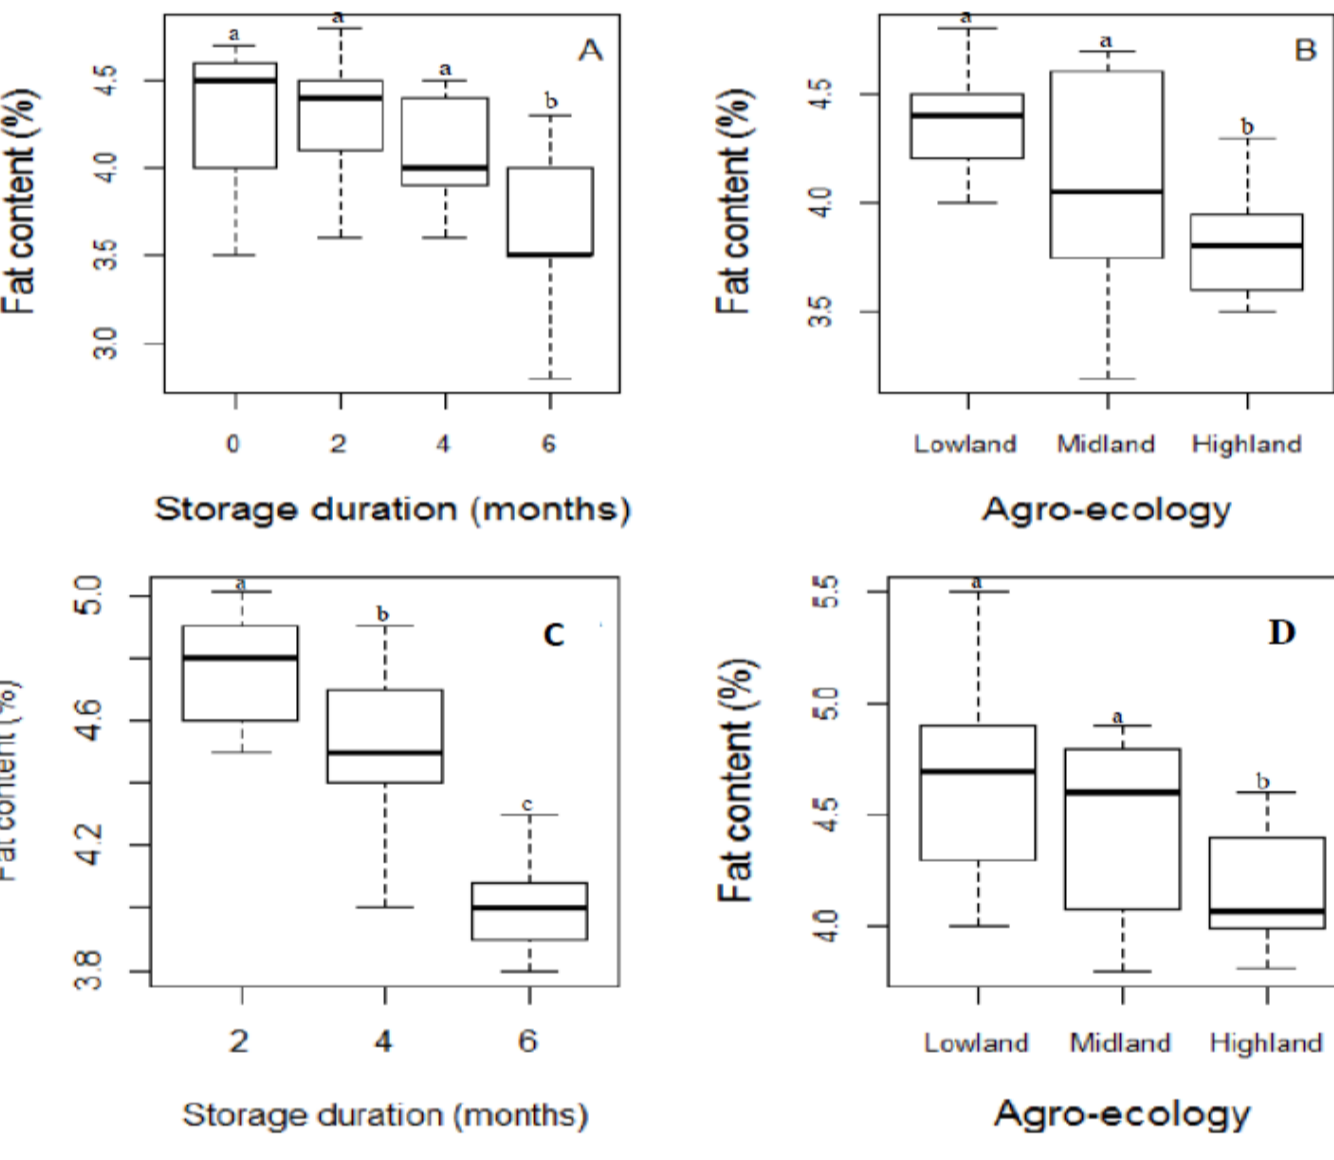 A
a
a
a
b
Fat content (%)
4.5
4.0
3.5
3.0
0 2 4 6
Storage duration (months)
B
a
a
b
Fat content (%)
4.5
4.0
3.5
Lowland Midland Highland
Agro-ecology
C
a
b
c
Fat content (%)
5.0
4.6
4.2
3.8
2 4 6
Storage duration (months)
D
a
a
b
Fat content (%)
5.5
5.0
4.5
4.0
Lowland Midland Highland
Agro-ecology